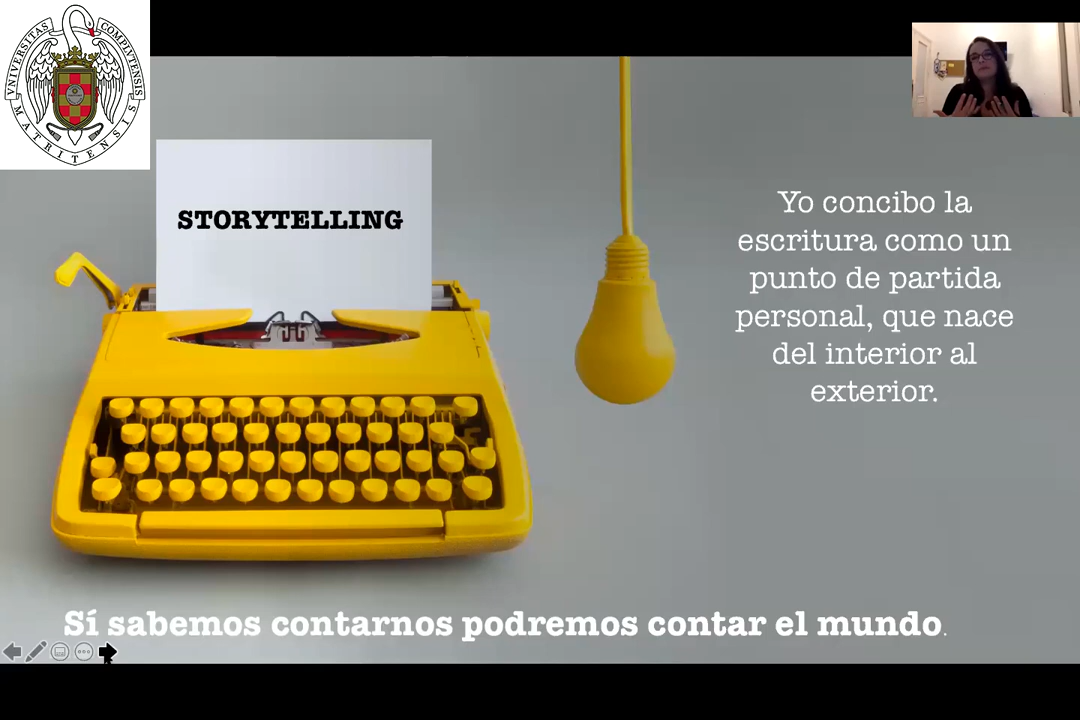 UNIVERSITAS COMPLUTENSIS
MATRITENSIS
STORYTELLING
Yo concibo la
escritura como un
punto de partida
personal, que nace
del interior al
exterior.
Sí sabemos contarnos podremos contar el mundo.